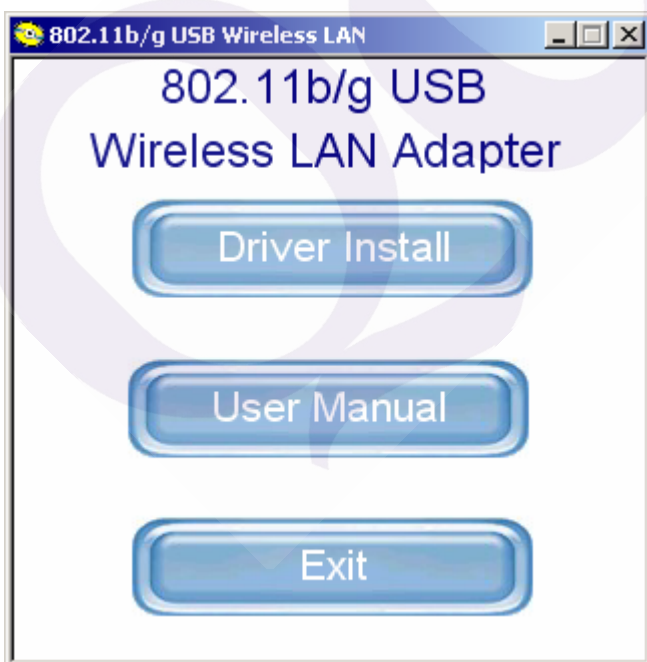 802.11b/g USB Wireless LAN
802.11b/g USB
Wireless LAN Adapter
Driver Install
User Manual
Exit